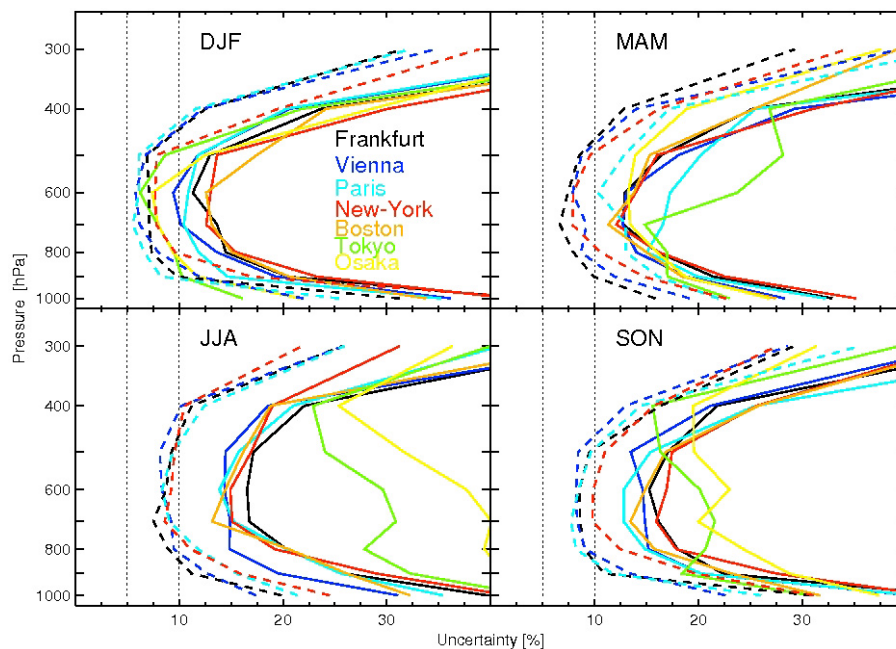 DJF
MAM
300
400
600
800
1000
Frankfurt
Vienna
Paris
New-York
Boston
Tokyo
Osaka
Pressure [hPa]
JJA
SON
300
400
600
800
1000
10
20
30
10
20
30
Uncertainty [%]